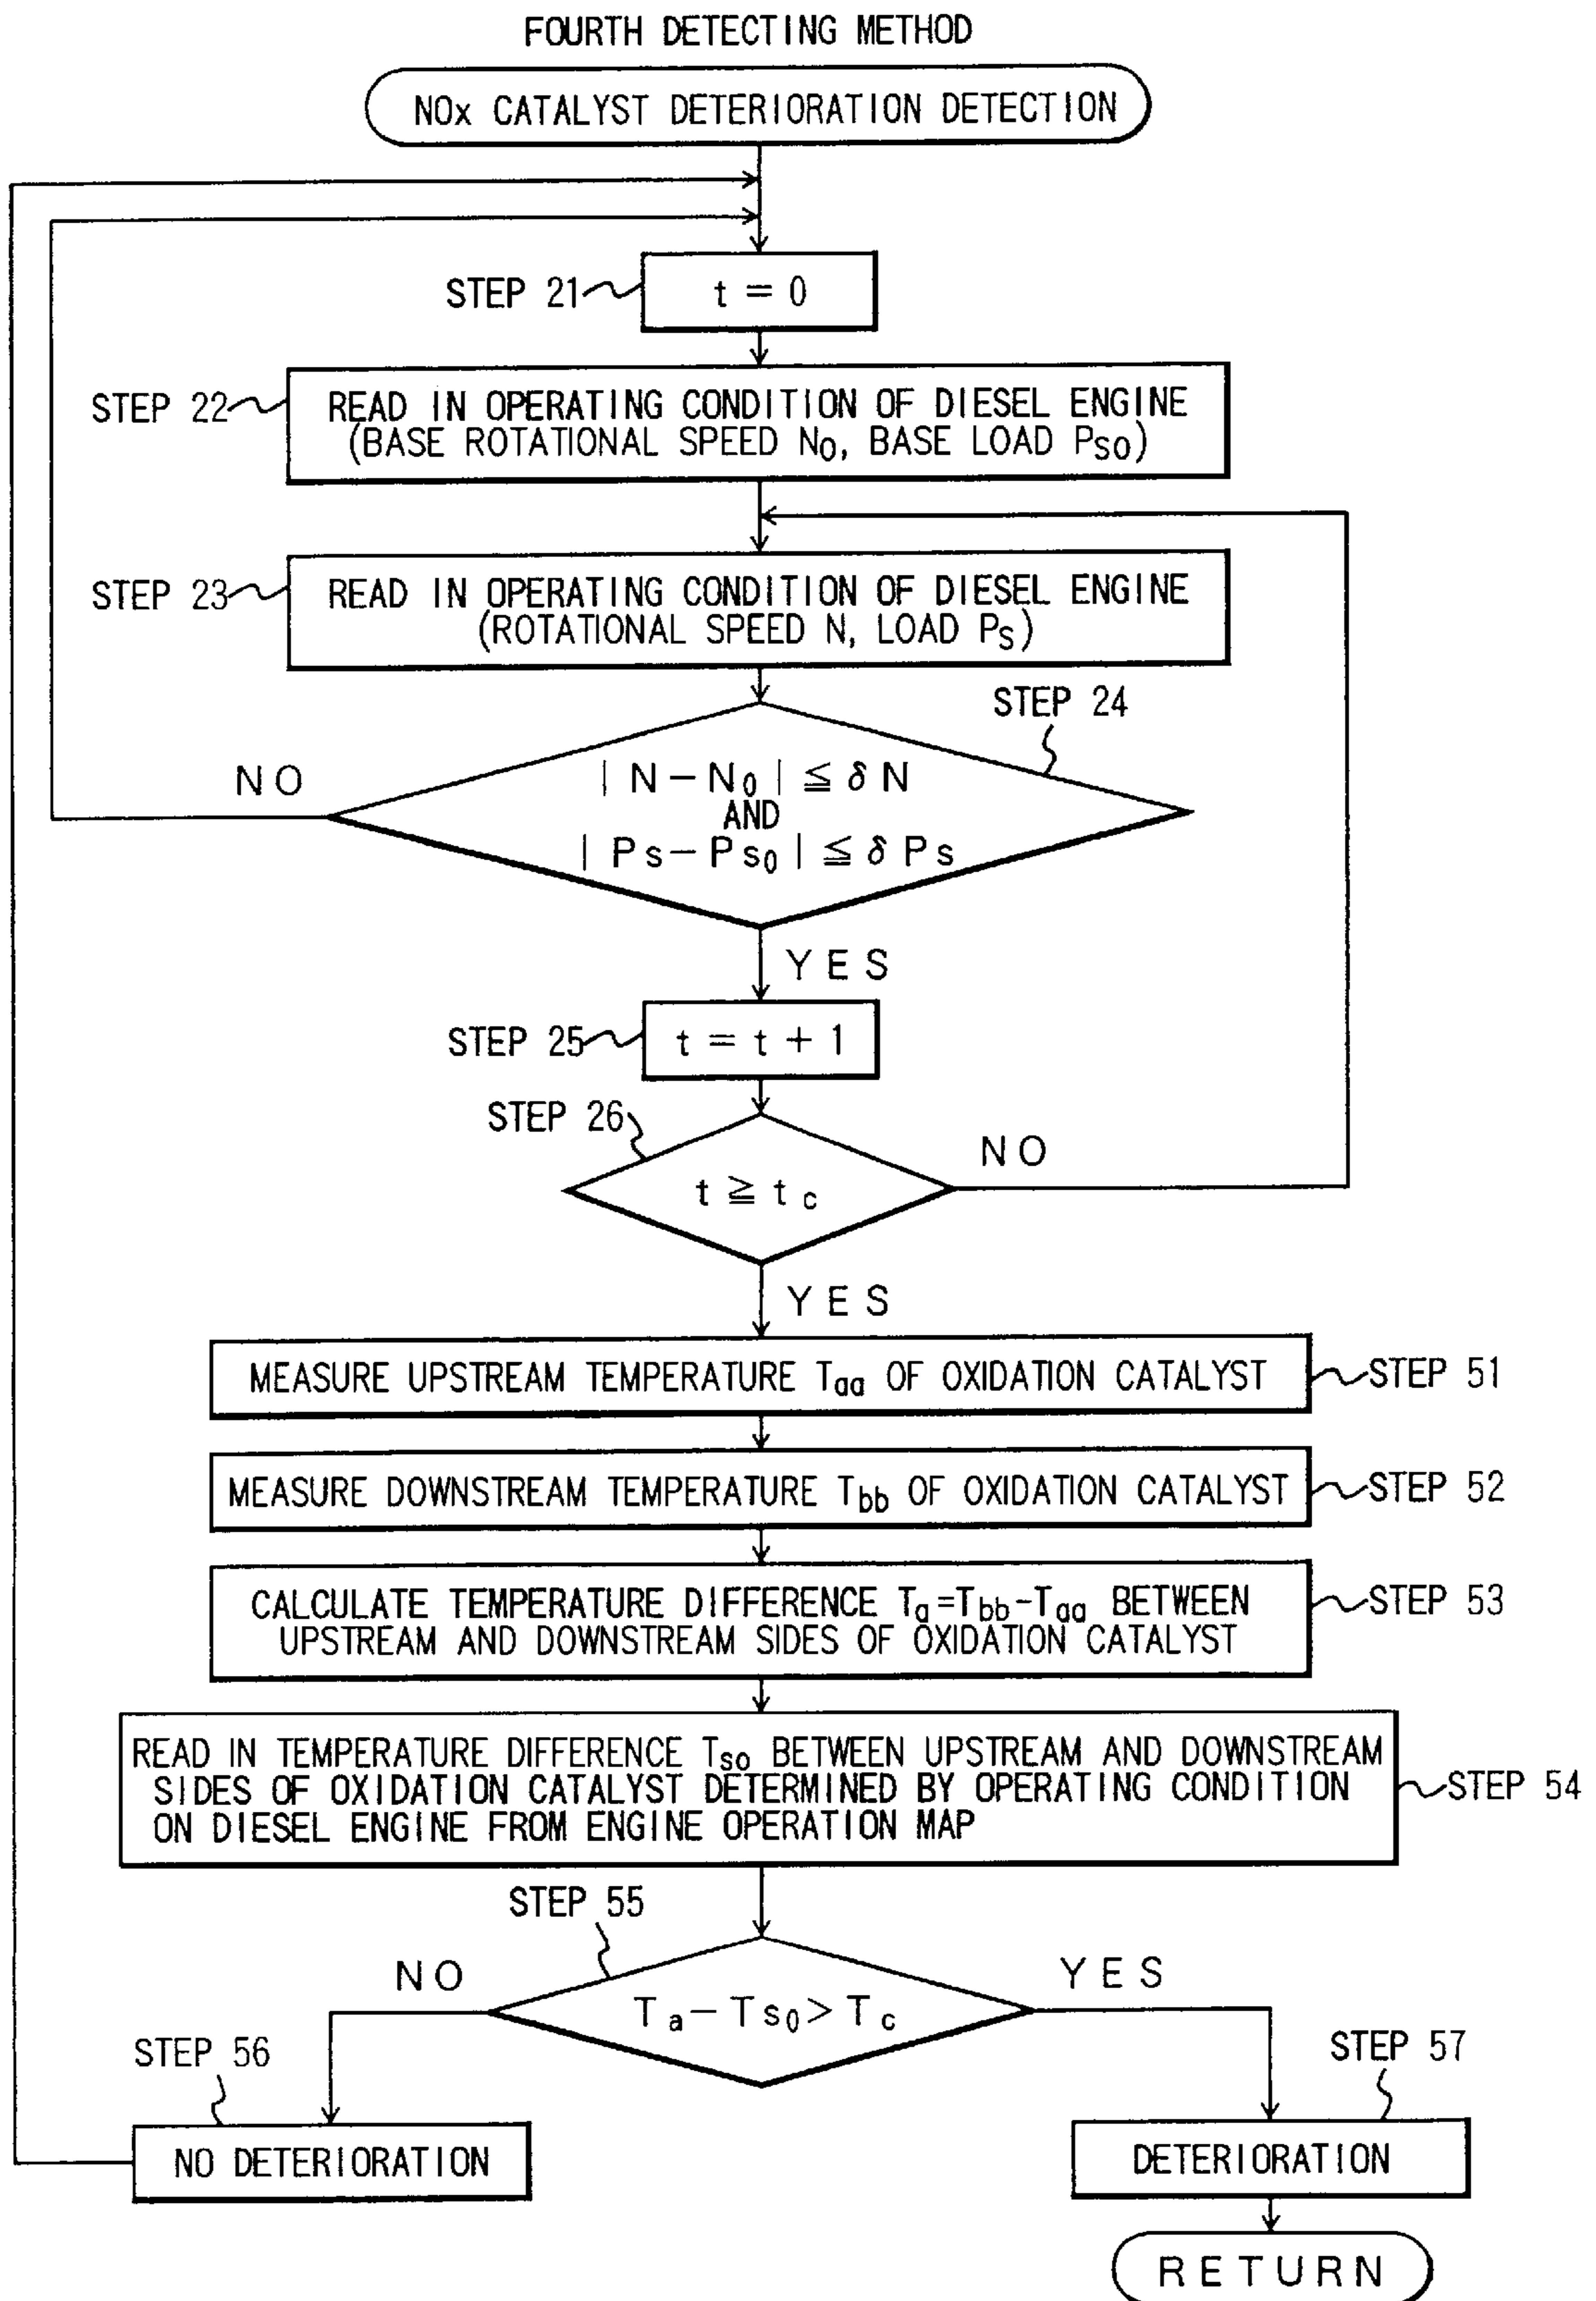 FOURTH DETECTING METHOD
NOx CATALYST DETERIORATION DETECTION
STEP 21
t = 0
STEP 22
READ IN OPERATING CONDITION OF DIESEL ENGINE
(BASE ROTATIONAL SPEED N0, BASE LOAD PS0)
STEP 23
READ IN OPERATING CONDITION OF DIESEL ENGINE
(ROTATIONAL SPEED N, LOAD PS)
STEP 24
NO
| N − N0 | ≦ δ N
AND
| Ps − Ps0 | ≦ δ Ps
YES
STEP 25
t = t + 1
STEP 26
NO
t ≧ tc
YES
MEASURE UPSTREAM TEMPERATURE Taa OF OXIDATION CATALYST
STEP 51
MEASURE DOWNSTREAM TEMPERATURE Tbb OF OXIDATION CATALYST
STEP 52
CALCULATE TEMPERATURE DIFFERENCE Ta=Tbb-Taa BETWEEN
UPSTREAM AND DOWNSTREAM SIDES OF OXIDATION CATALYST
STEP 53
READ IN TEMPERATURE DIFFERENCE Tso BETWEEN UPSTREAM AND DOWNSTREAM
SIDES OF OXIDATION CATALYST DETERMINED BY OPERATING CONDITION
ON DIESEL ENGINE FROM ENGINE OPERATION MAP
STEP 54
STEP 55
NO
YES
Ta − Ts0 > Tc
STEP 56
STEP 57
NO DETERIORATION
DETERIORATION
RETURN